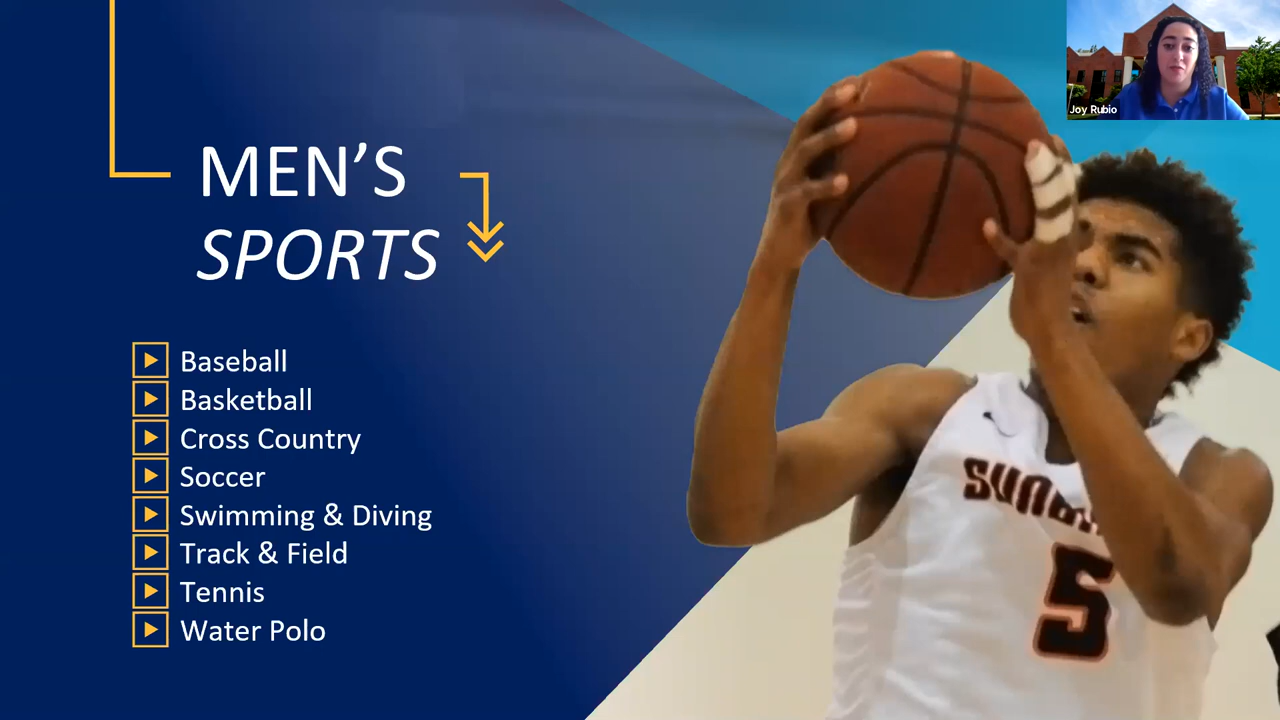 Joy Rubio
MEN’S
SPORTS
Baseball
Basketball
Cross Country
Soccer
Swimming & Diving
Track & Field
Tennis
Water Polo
5